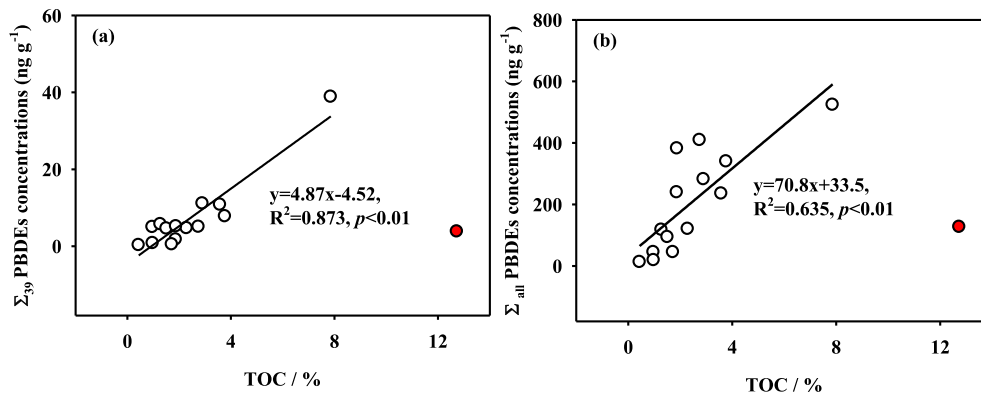 (a)
Σ39 PBDEs concentrations (ng g-1)
60
40
20
0
y=4.87x-4.52,
R2=0.873, p<0.01
0 4 8 12
TOC / %
(b)
Σ all PBDEs concentrations (ng g-1)
800
600
400
200
0
y=70.8x+33.5,
R2=0.635, p<0.01
0 4 8 12
TOC / %